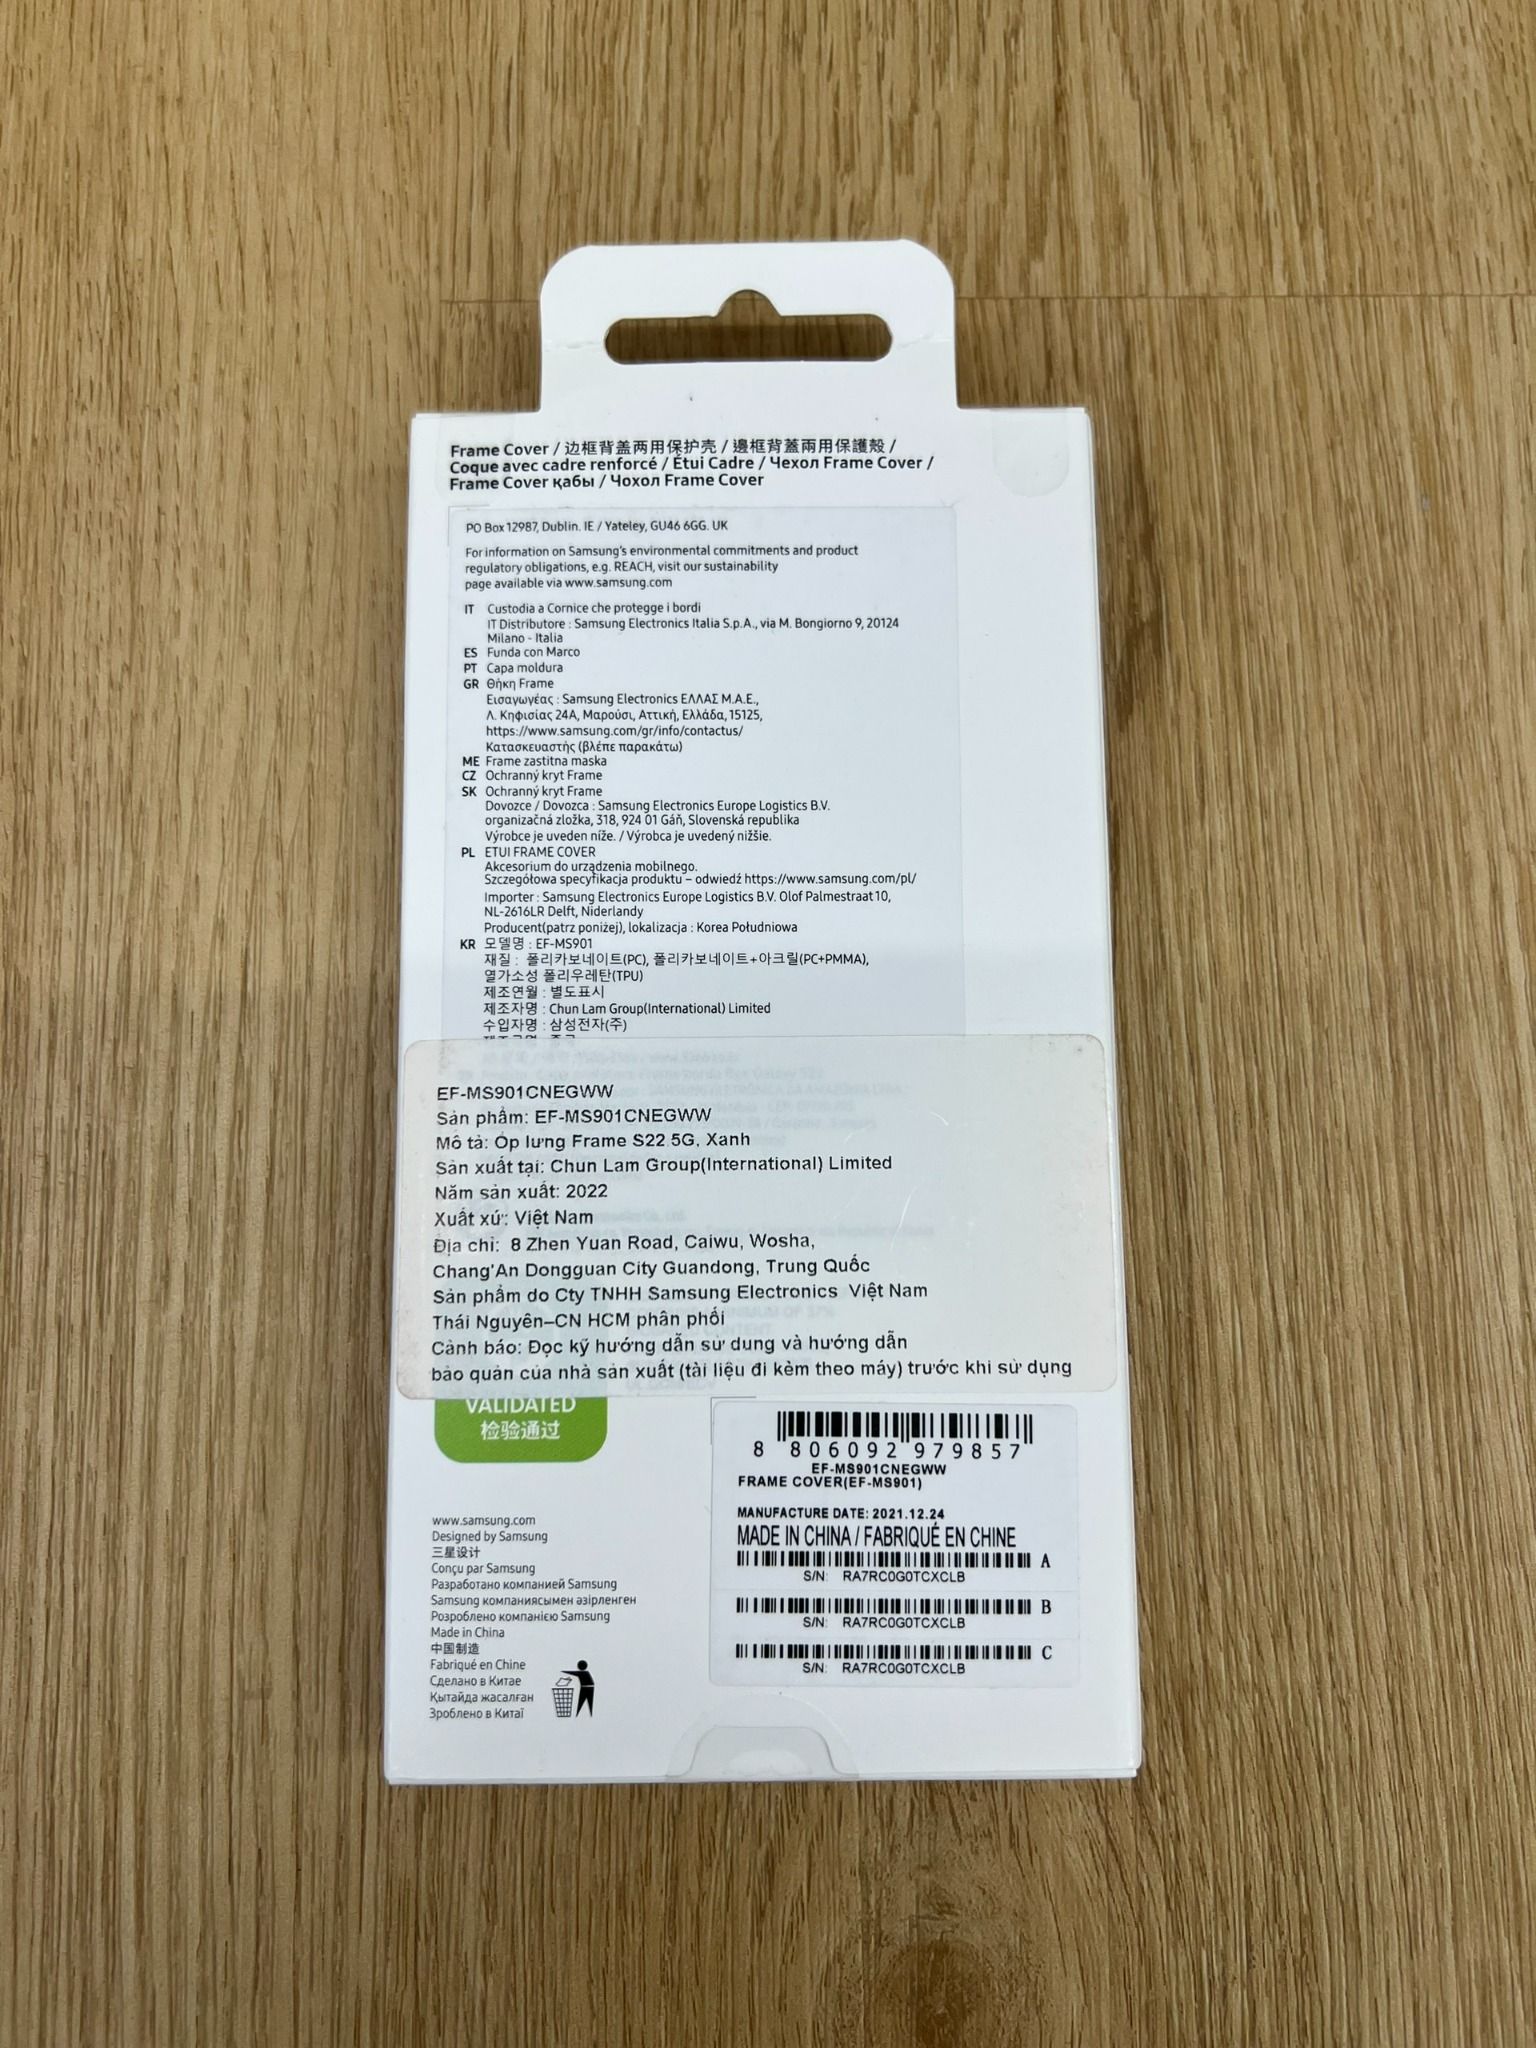 Frame Cover / 边框背盖两用保护壳 / 邊框背蓋兩用保護殼 /
Coque avec cadre renforcé / Étui Cadre / Чехол Frame Cover /
Frame Cover қабы / Чохол Frame Cover
PO Box 12987, Dublin. IE / Yateley, GU46 6GG. UK
For information on Samsung's environmental commitments and product
regulatory obligations, e.g. REACH, visit our sustainability
page available via www.samsung.com
IT Custodia a Cornice che protegge i bordi
IT Distributore : Samsung Electronics Italia S.p.A., via M. Bongiorno 9, 20124
Milano - Italia
ES Funda con Marco
PT Capa moldura
GR Θήκη Frame
Εισαγωγέας : Samsung Electronics ΕΛΛΑΣ Μ.Α.Ε.,
Λ. Κηφισίας 24Α, Μαρούσι, Αττική, Ελλάδα, 15125,
https://www.samsung.com/gr/info/contactus/
Κατασκευαστής (βλέπε παρακάτω)
ME Frame zastitna maska
CZ Ochranný kryt Frame
SK Ochranný kryt Frame
Dovozce / Dovozca : Samsung Electronics Europe Logistics B.V.
organizačná zložka, 318, 924 01 Gáň, Slovenská republika
Výrobce je uveden níže. / Výrobca je uvedený nižšie.
PL ETUI FRAME COVER
Akcesorium do urządzenia mobilnego.
Szczegółowa specyfikacja produktu – odwiedź https://www.samsung.com/pl/
Importer : Samsung Electronics Europe Logistics B.V. Olof Palmestraat 10,
NL-2616LR Delft, Niderlandy
Producent(patrz poniżej), lokalizacja : Korea Południowa
KR 모델명 : EF-MS901
재질 : 폴리카보네이트(PC), 폴리카보네이트+아크릴(PC+PMMA),
열가소성 폴리우레탄(TPU)
제조연월 : 별도표시
제조자명 : Chun Lam Group(International) Limited
수입자명 : 삼성전자(주)
EF-MS901CNEGWW
Sản phẩm: EF-MS901CNEGWW
Mô tả: Ốp lưng Frame S22 5G, Xanh
Sản xuất tại: Chun Lam Group(International) Limited
Năm sản xuất: 2022
Xuất xứ: Việt Nam
Địa chỉ: 8 Zhen Yuan Road, Caiwu, Wosha,
Chang'An Dongguan City Guandong, Trung Quốc
Sản phẩm do Cty TNHH Samsung Electronics Việt Nam
Thái Nguyên–CN HCM phân phối
Cảnh báo: Đọc kỹ hướng dẫn sử dụng và hướng dẫn
bảo quản của nhà sản xuất (tài liệu đi kèm theo máy) trước khi sử dụng
VALIDATED
检验通过
8 806092 979857
EF-MS901CNEGWW
FRAME COVER(EF-MS901)
MANUFACTURE DATE: 2021.12.24
MADE IN CHINA / FABRIQUÉ EN CHINE
A
S/N: RA7RC0G0TCXCLB
B
S/N: RA7RC0G0TCXCLB
C
S/N: RA7RC0G0TCXCLB
www.samsung.com
Designed by Samsung
三星设计
Conçu par Samsung
Разработано компанией Samsung
Samsung компаниясымен әзірленген
Розроблено компанією Samsung
Made in China
中国制造
Fabriqué en Chine
Сделано в Китае
Қытайда жасалған
Зроблено в Китаї